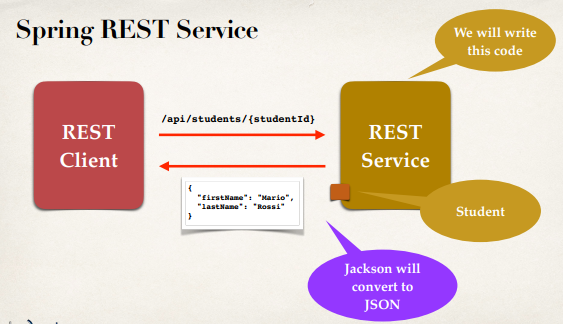 Spring REST Service
We will write
this code
REST
Client
/api/students/{studentId}
REST
Service
{
"firstName": "Mario",
"lastName": "Rossi"
}
Student
Jackson will
convert to
JSON